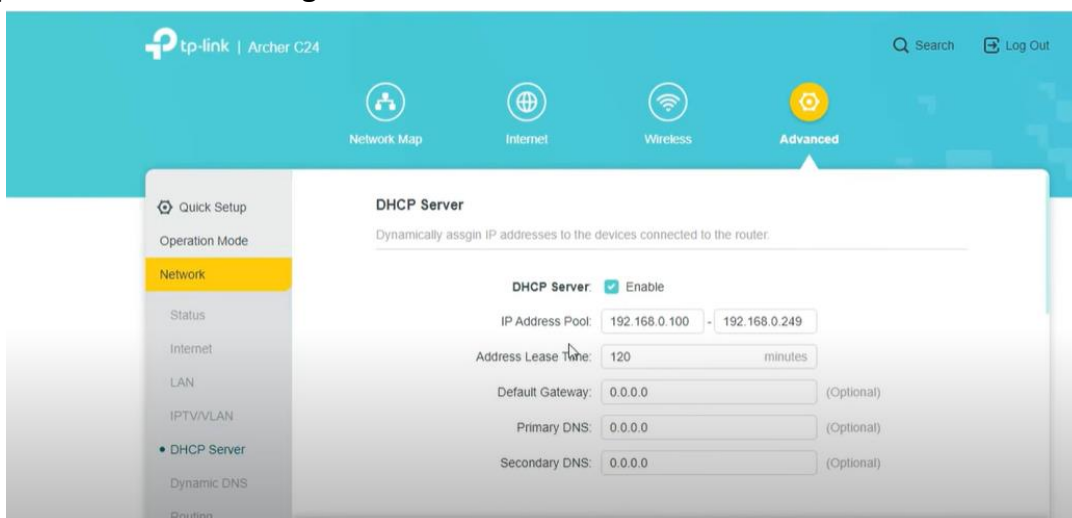 tp-link | Archer C24
Search Log Out
Network Map Internet Wireless Advanced
Quick Setup
Operation Mode
Network
Status
Internet
LAN
IPTV/VLAN
DHCP Server
Dynamic DNS
Routing
DHCP Server
Dynamically assgin IP addresses to the devices connected to the router.
DHCP Server: Enable
IP Address Pool: 192.168.0.100 - 192.168.0.249
Address Lease Time: 120 minutes
Default Gateway: 0.0.0.0 (Optional)
Primary DNS: 0.0.0.0 (Optional)
Secondary DNS: 0.0.0.0 (Optional)